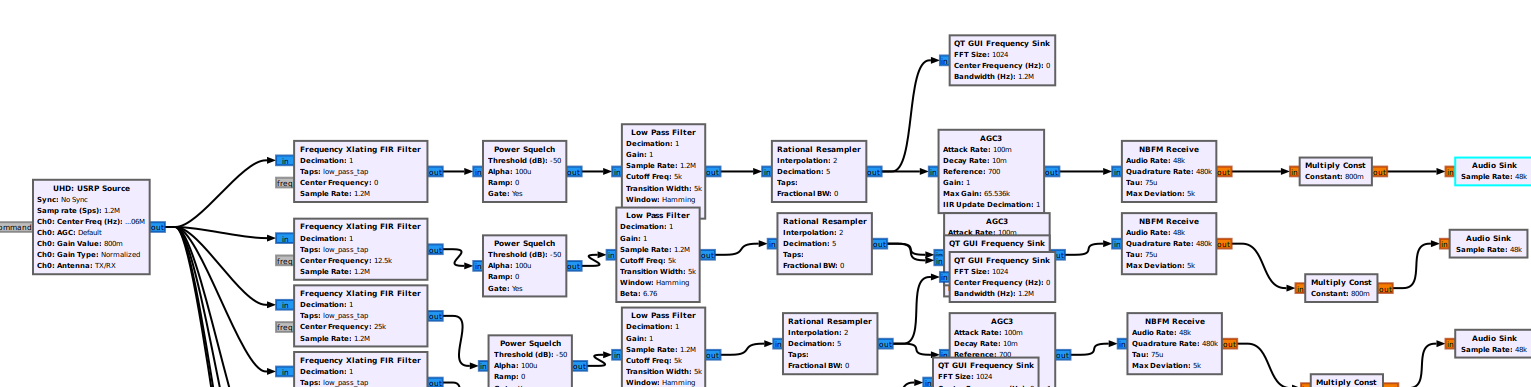 QT GUI Frequency Sink
FFT Size: 1024
Center Frequency (Hz): 0
Bandwidth (Hz): 1.2M
in
UHD: USRP Source
Sync: No Sync
Samp rate (Sps): 1.2M
Ch0: Center Freq (Hz): ...06M
Ch0: AGC: Default
Ch0: Gain Value: 800m
Ch0: Gain Type: Normalized
Ch0: Antenna: TX/RX
ommand
out
Frequency Xlating FIR Filter
Decimation: 1
Taps: low_pass_tap
Center Frequency: 0
Sample Rate: 1.2M
in
freq
out
Power Squelch
Threshold (dB): -50
Alpha: 100u
Ramp: 0
Gate: Yes
in
out
Low Pass Filter
Decimation: 1
Gain: 1
Sample Rate: 1.2M
Cutoff Freq: 5k
Transition Width: 5k
Window: Hamming
in
out
Rational Resampler
Interpolation: 2
Decimation: 5
Taps:
Fractional BW: 0
in
out
AGC3
Attack Rate: 100m
Decay Rate: 10m
Reference: 700
Gain: 1
Max Gain: 65.536k
IIR Update Decimation: 1
in
out
NBFM Receive
Audio Rate: 48k
Quadrature Rate: 480k
Tau: 75u
Max Deviation: 5k
in
out
Multiply Const
Constant: 800m
in
out
Audio Sink
Sample Rate: 48k
in
Frequency Xlating FIR Filter
Decimation: 1
Taps: low_pass_tap
Center Frequency: 12.5k
Sample Rate: 1.2M
in
freq
out
Power Squelch
Threshold (dB): -50
Alpha: 100u
Ramp: 0
Gate: Yes
in
out
Low Pass Filter
Decimation: 1
Gain: 1
Sample Rate: 1.2M
Cutoff Freq: 5k
Transition Width: 5k
Window: Hamming
Beta: 6.76
in
out
Rational Resampler
Interpolation: 2
Decimation: 5
Taps:
Fractional BW: 0
in
out
AGC3
Attack Rate: 100m
QT GUI Frequency Sink
in
in
out
QT GUI Frequency Sink
FFT Size: 1024
Center Frequency (Hz): 0
Bandwidth (Hz): 1.2M
in
NBFM Receive
Audio Rate: 48k
Quadrature Rate: 480k
Tau: 75u
Max Deviation: 5k
in
out
Multiply Const
Constant: 800m
in
out
Audio Sink
Sample Rate: 48k
in
Frequency Xlating FIR Filter
Decimation: 1
Taps: low_pass_tap
Center Frequency: 25k
Sample Rate: 1.2M
in
freq
out
Power Squelch
Threshold (dB): -50
Alpha: 100u
Ramp: 0
in
out
Low Pass Filter
Decimation: 1
Gain: 1
Sample Rate: 1.2M
Cutoff Freq: 5k
Transition Width: 5k
Window: Hamming
in
out
Rational Resampler
Interpolation: 2
Decimation: 5
Taps:
Fractional BW: 0
in
out
AGC3
Attack Rate: 100m
Decay Rate: 10m
Reference: 700
in
out
QT GUI Frequency Sink
FFT Size: 1024
in
NBFM Receive
Audio Rate: 48k
Quadrature Rate: 480k
Tau: 75u
Max Deviation: 5k
in
out
Multiply Const
in
out
Audio Sink
Sample Rate: 48k
in
Frequency Xlating FIR Filter
Decimation: 1
Taps: low_pass_tap
in
out